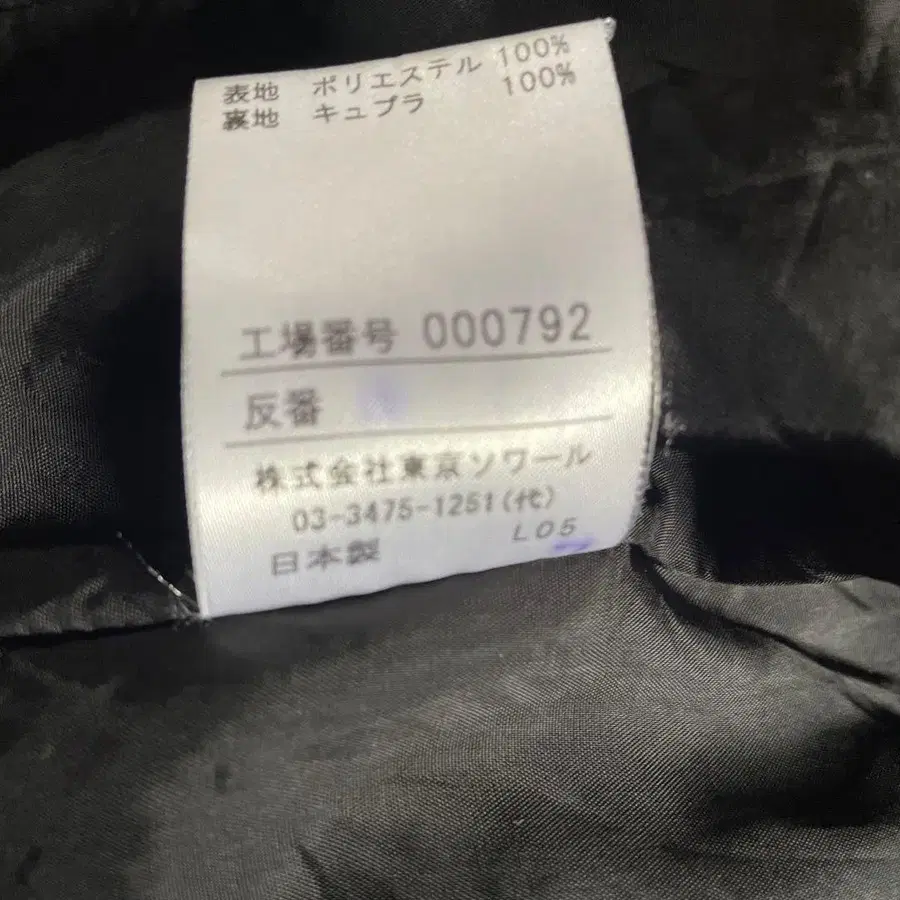 表地 ポリエステル 100%
裏地 キュプラ 100%
工場番号 000792
反番
株式会社東京ソワール
03-3475-1251(代)
日本製 L05